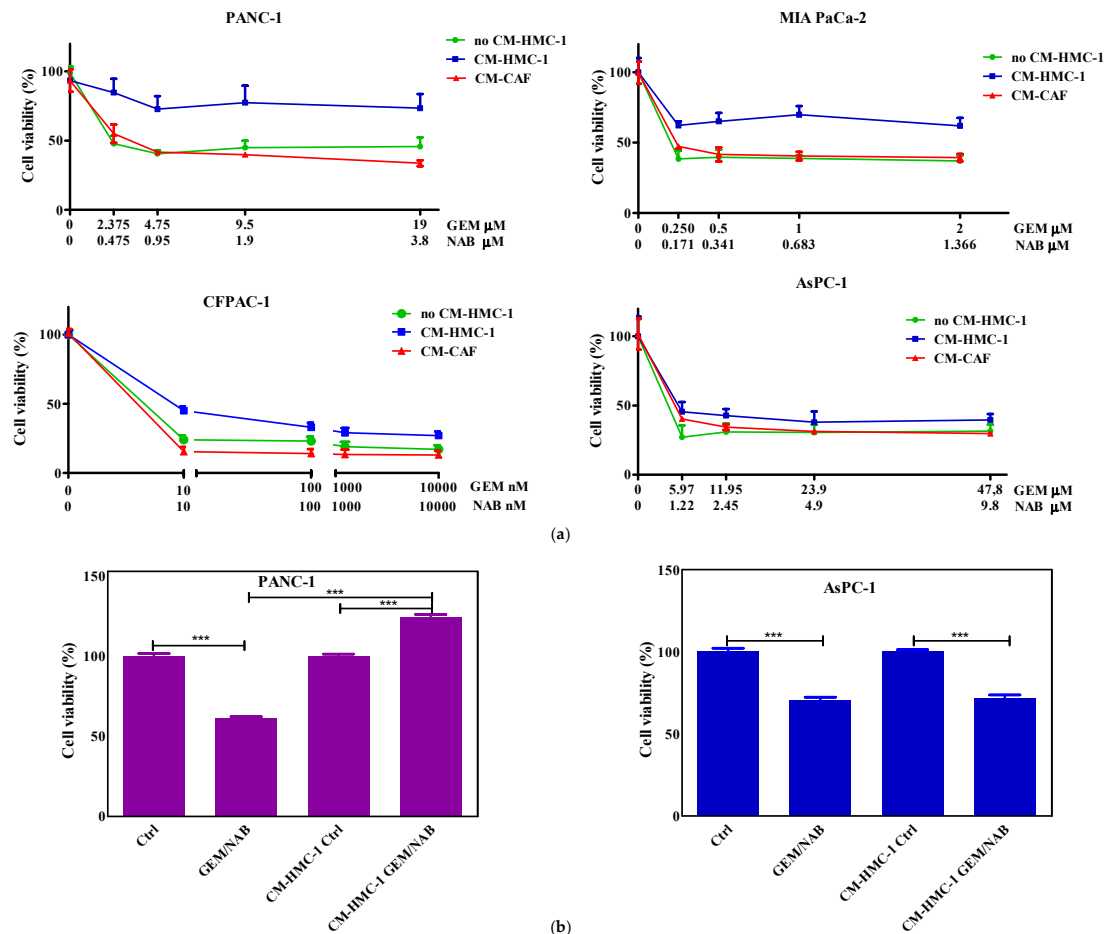 (a)
PANC-1
Cell viability (%)
100
50
0
no CM-HMC-1
CM-HMC-1
CM-CAF
0 2.375 4.75 9.5 19 GEM μM
0 0.475 0.95 1.9 3.8 NAB μM
MIA PaCa-2
Cell viability (%)
100
50
0
no CM-HMC-1
CM-HMC-1
CM-CAF
0 0.250 0.5 1 2 GEM μM
0 0.171 0.341 0.683 1.366 NAB μM
CFPAC-1
Cell viability (%)
100
50
0
no CM-HMC-1
CM-HMC-1
CM-CAF
0 10 100 1000 10000 GEM nM
0 10 100 1000 10000 NAB nM
AsPC-1
Cell viability (%)
100
50
0
no CM-HMC-1
CM-HMC-1
CM-CAF
0 5.97 11.95 23.9 47,8 GEM μM
0 1.22 2.45 4.9 9.8 NAB μM
(a)
PANC-1
Cell viability (%)
150
100
50
0
***
***
***
Ctrl
GEM/NAB
CM-HMC-1 Ctrl
CM-HMC-1 GEM/NAB
AsPC-1
Cell viability (%)
150
100
50
0
***
***
Ctrl
GEM/NAB
CM-HMC-1 Ctrl
CM-HMC-1 GEM/NAB
(b)